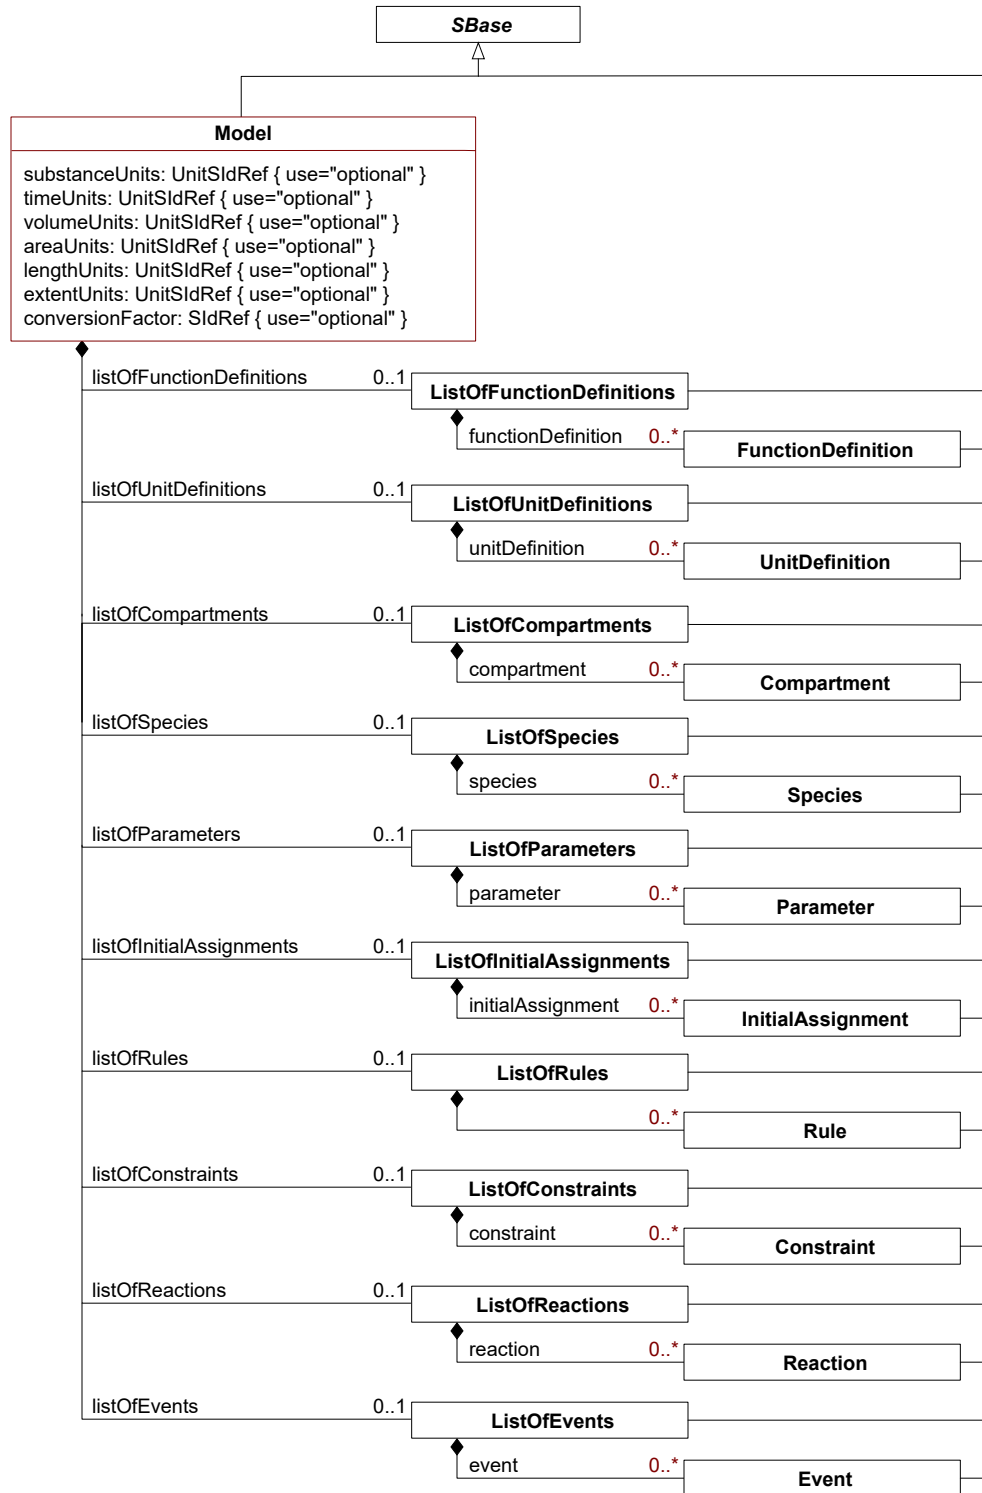 SBase
Model
substanceUnits: UnitSIdRef { use="optional" }
timeUnits: UnitSIdRef { use="optional" }
volumeUnits: UnitSIdRef { use="optional" }
areaUnits: UnitSIdRef { use="optional" }
lengthUnits: UnitSIdRef { use="optional" }
extentUnits: UnitSIdRef { use="optional" }
conversionFactor: SIdRef { use="optional" }
listOfFunctionDefinitions 0..1 ListOfFunctionDefinitions
functionDefinition 0..* FunctionDefinition
listOfUnitDefinitions 0..1 ListOfUnitDefinitions
unitDefinition 0..* UnitDefinition
listOfCompartments 0..1 ListOfCompartments
compartment 0..* Compartment
listOfSpecies 0..1 ListOfSpecies
species 0..* Species
listOfParameters 0..1 ListOfParameters
parameter 0..* Parameter
listOfInitialAssignments 0..1 ListOfInitialAssignments
initialAssignment 0..* InitialAssignment
listOfRules 0..1 ListOfRules
0..* Rule
listOfConstraints 0..1 ListOfConstraints
constraint 0..* Constraint
listOfReactions 0..1 ListOfReactions
reaction 0..* Reaction
listOfEvents 0..1 ListOfEvents
event 0..* Event